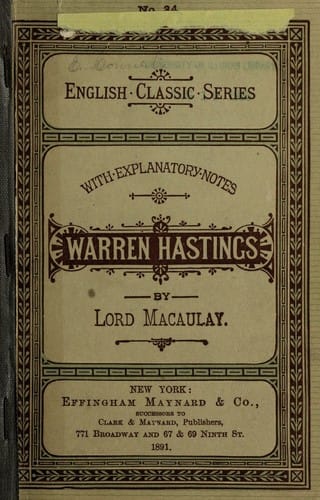 No. 34
ENGLISH · CLASSIC · SERIES
WITH · EXPLANATORY · NOTES
WARREN HASTINGS
—BY—
LORD MACAULAY.
NEW YORK:
EFFINGHAM MAYNARD & CO.,
SUCCESSORS TO
CLARK & MAYNARD, Publishers,
771 BROADWAY AND 67 & 69 NINTH ST.
1891.